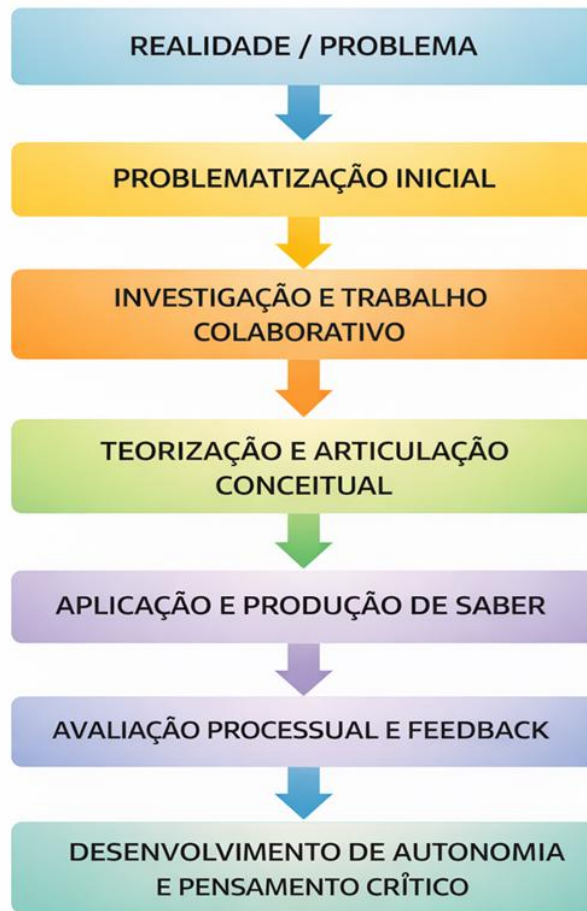 REALIDADE / PROBLEMA
PROBLEMATIZAÇÃO INICIAL
INVESTIGAÇÃO E TRABALHO
COLABORATIVO
TEORIZAÇÃO E ARTICULAÇÃO
CONCEITUAL
APLICAÇÃO E PRODUÇÃO DE SABER
AVALIAÇÃO PROCESSUAL E FEEDBACK
DESENVOLVIMENTO DE AUTONOMIA
E PENSAMENTO CRÍTICO